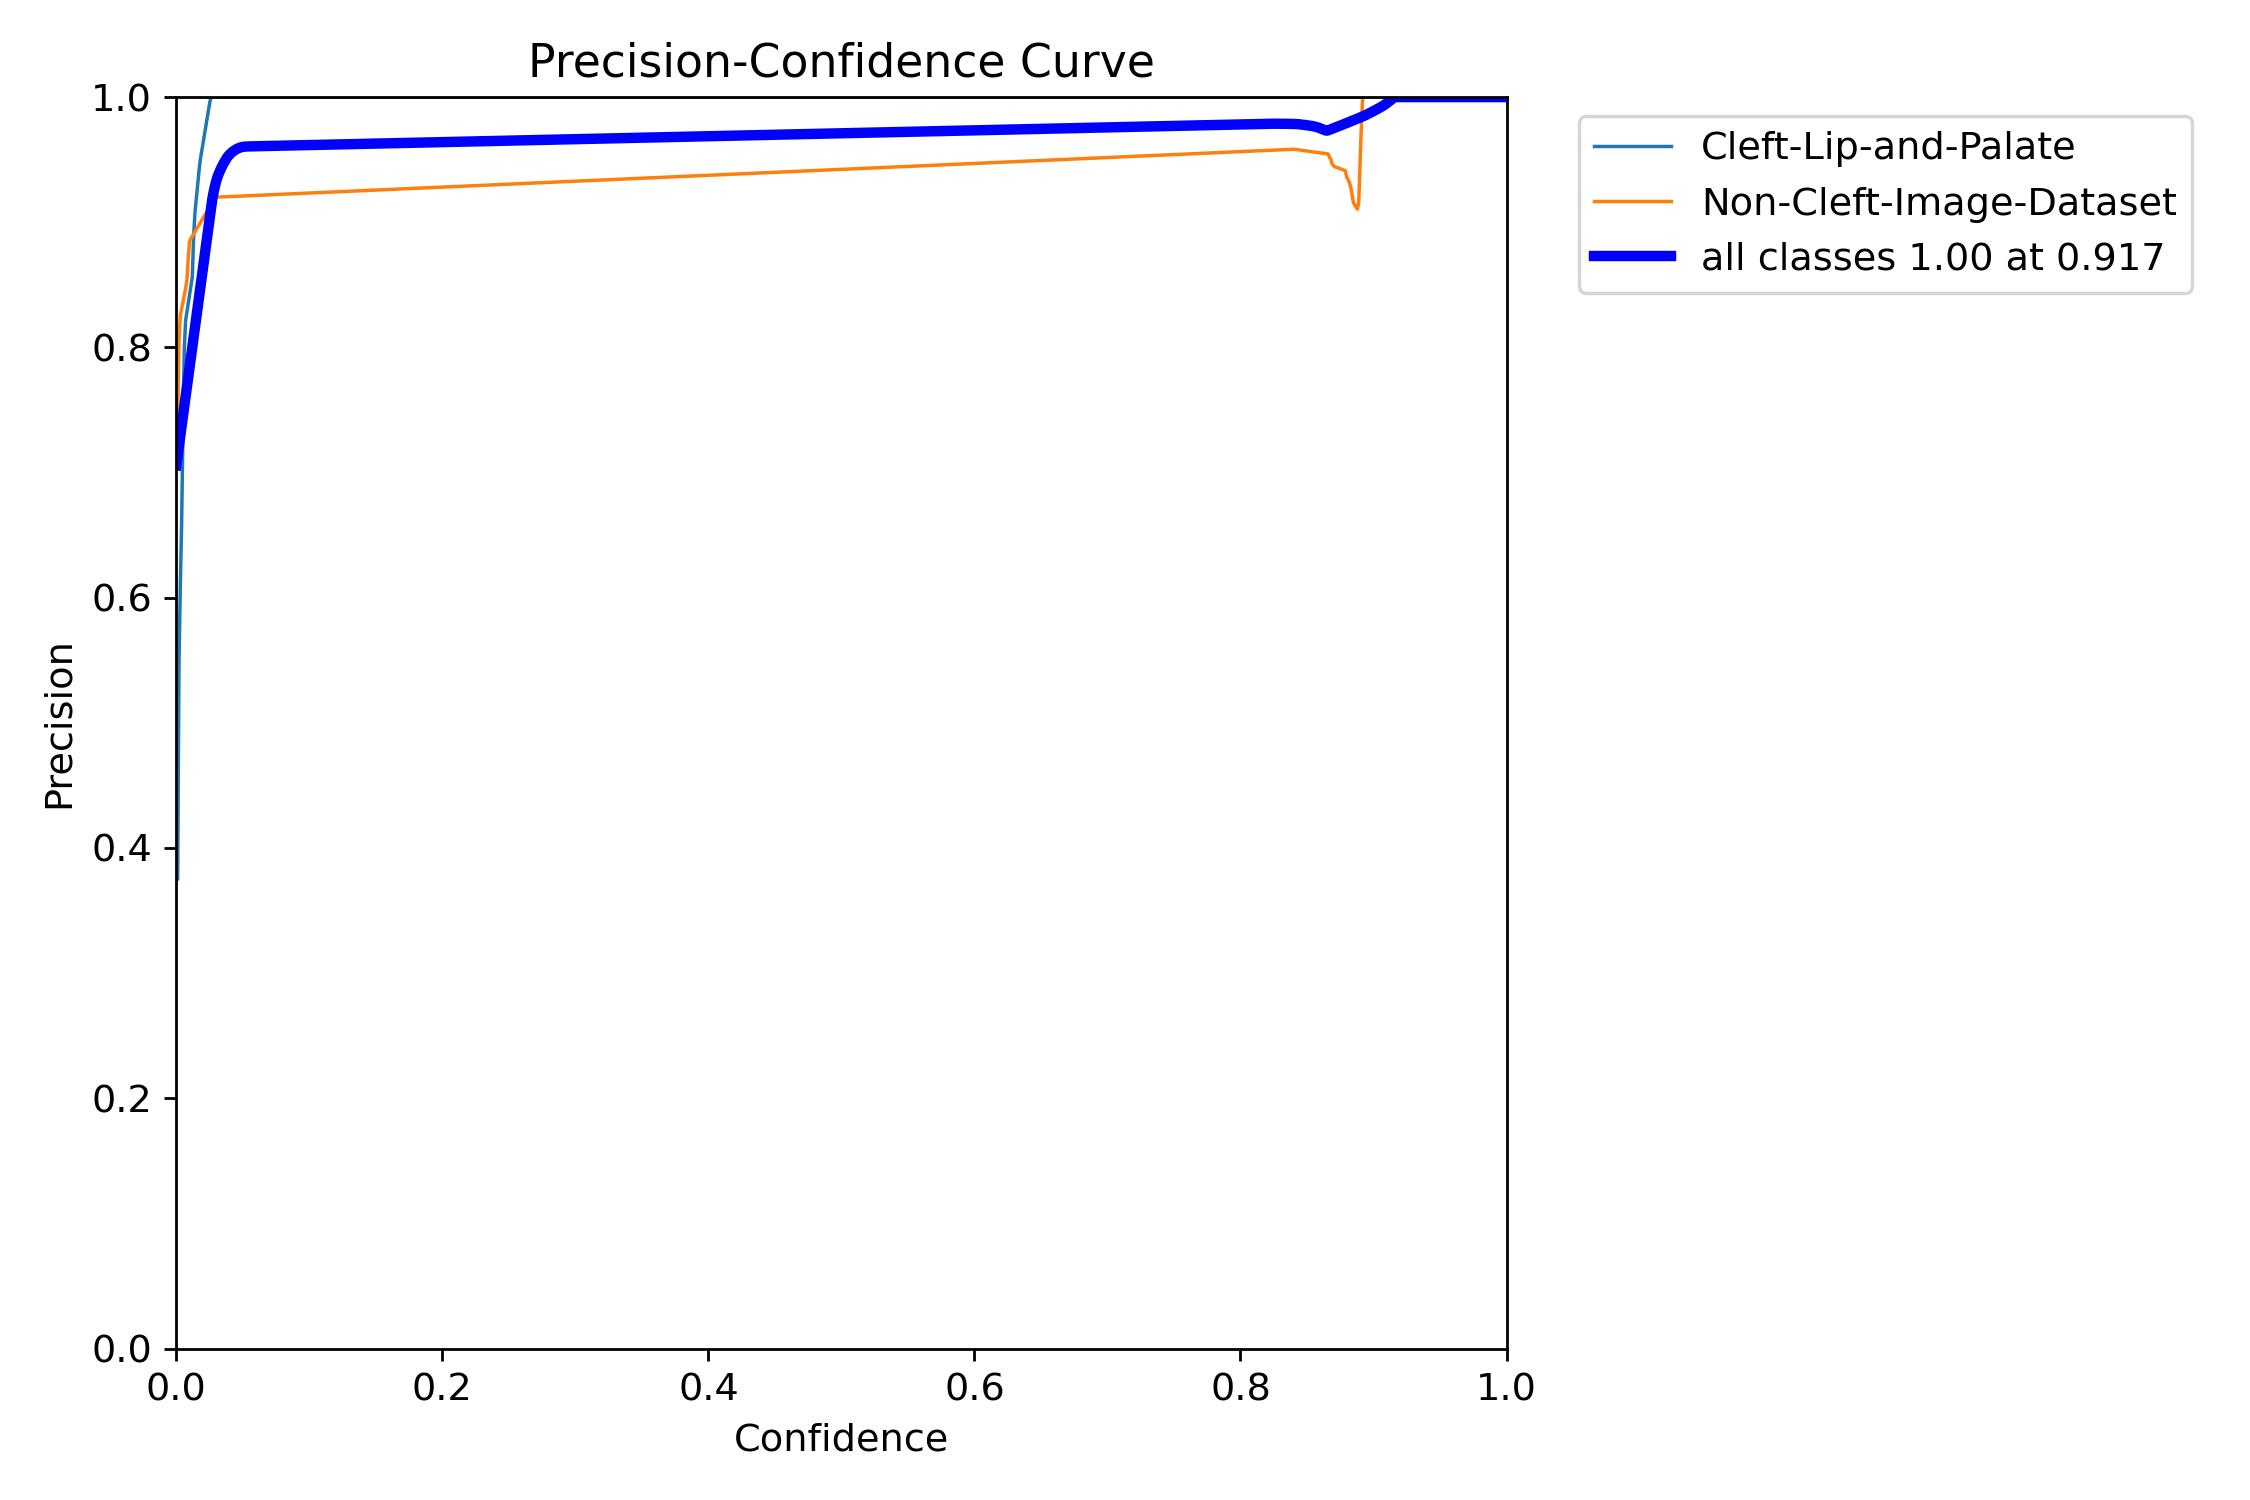 Precision-Confidence Curve
1.0
0.8
0.6
0.4
0.2
0.0
Precision
0.0 0.2 0.4 0.6 0.8 1.0
Confidence
Cleft-Lip-and-Palate
Non-Cleft-Image-Dataset
all classes 1.00 at 0.917